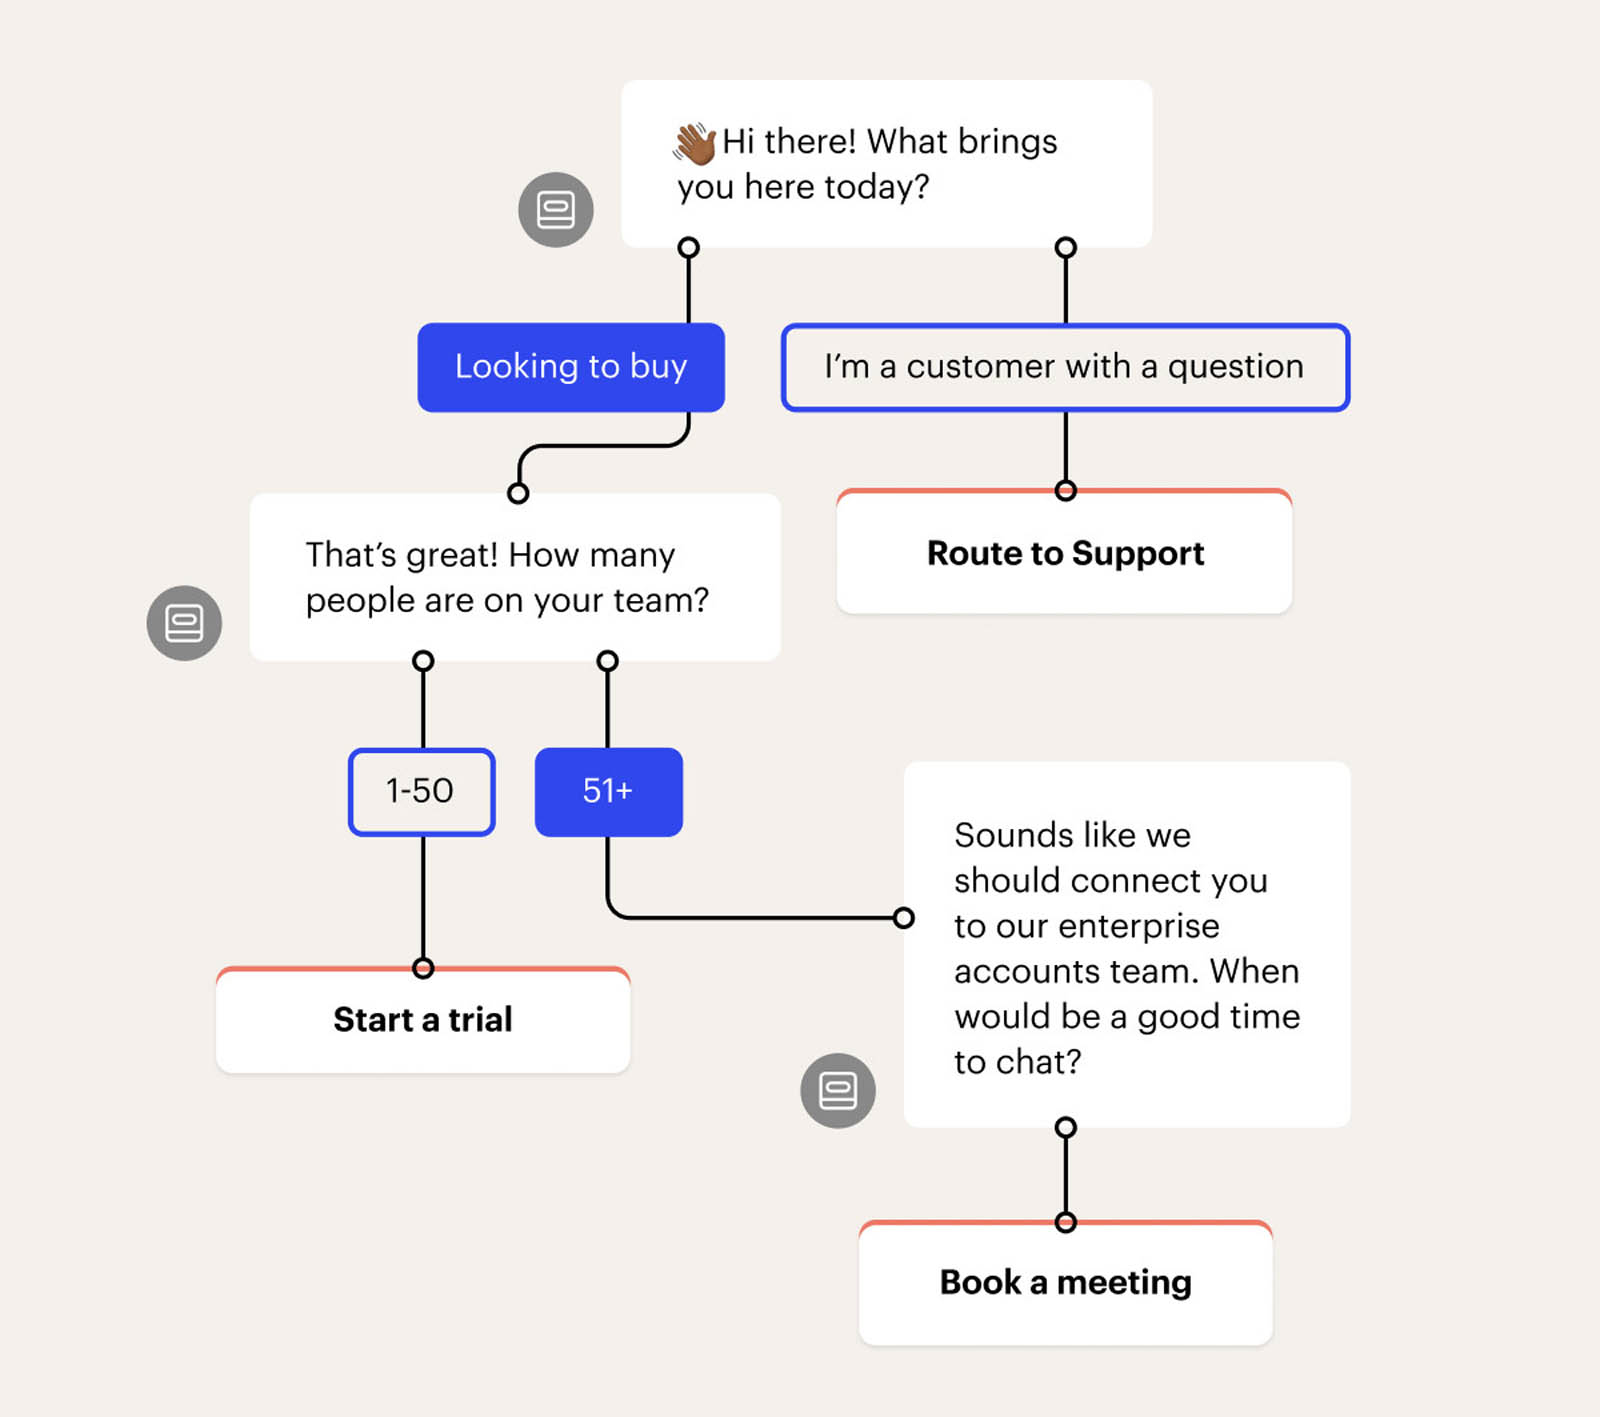 👋🏾Hi there! What brings
you here today?
Looking to buy
I’m a customer with a question
That’s great! How many
people are on your team?
Route to Support
1-50
51+
Sounds like we
should connect you
to our enterprise
accounts team. When
would be a good time
to chat?
Start a trial
Book a meeting